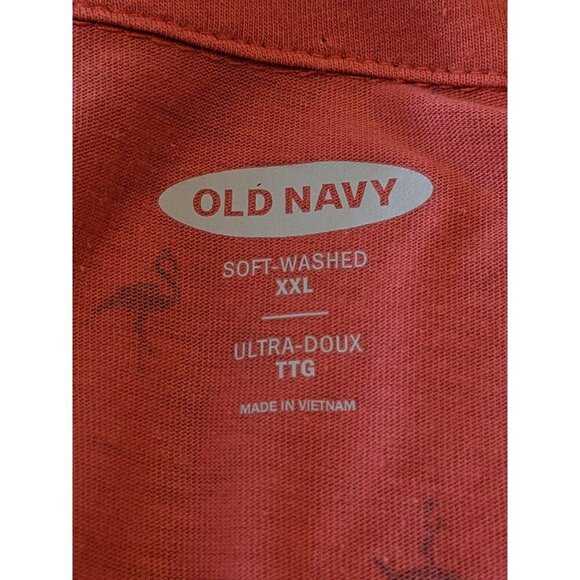 OLD NAVY
SOFT-WASHED
XXL
ULTRA-DOUX
TTG
MADE IN VIETNAM